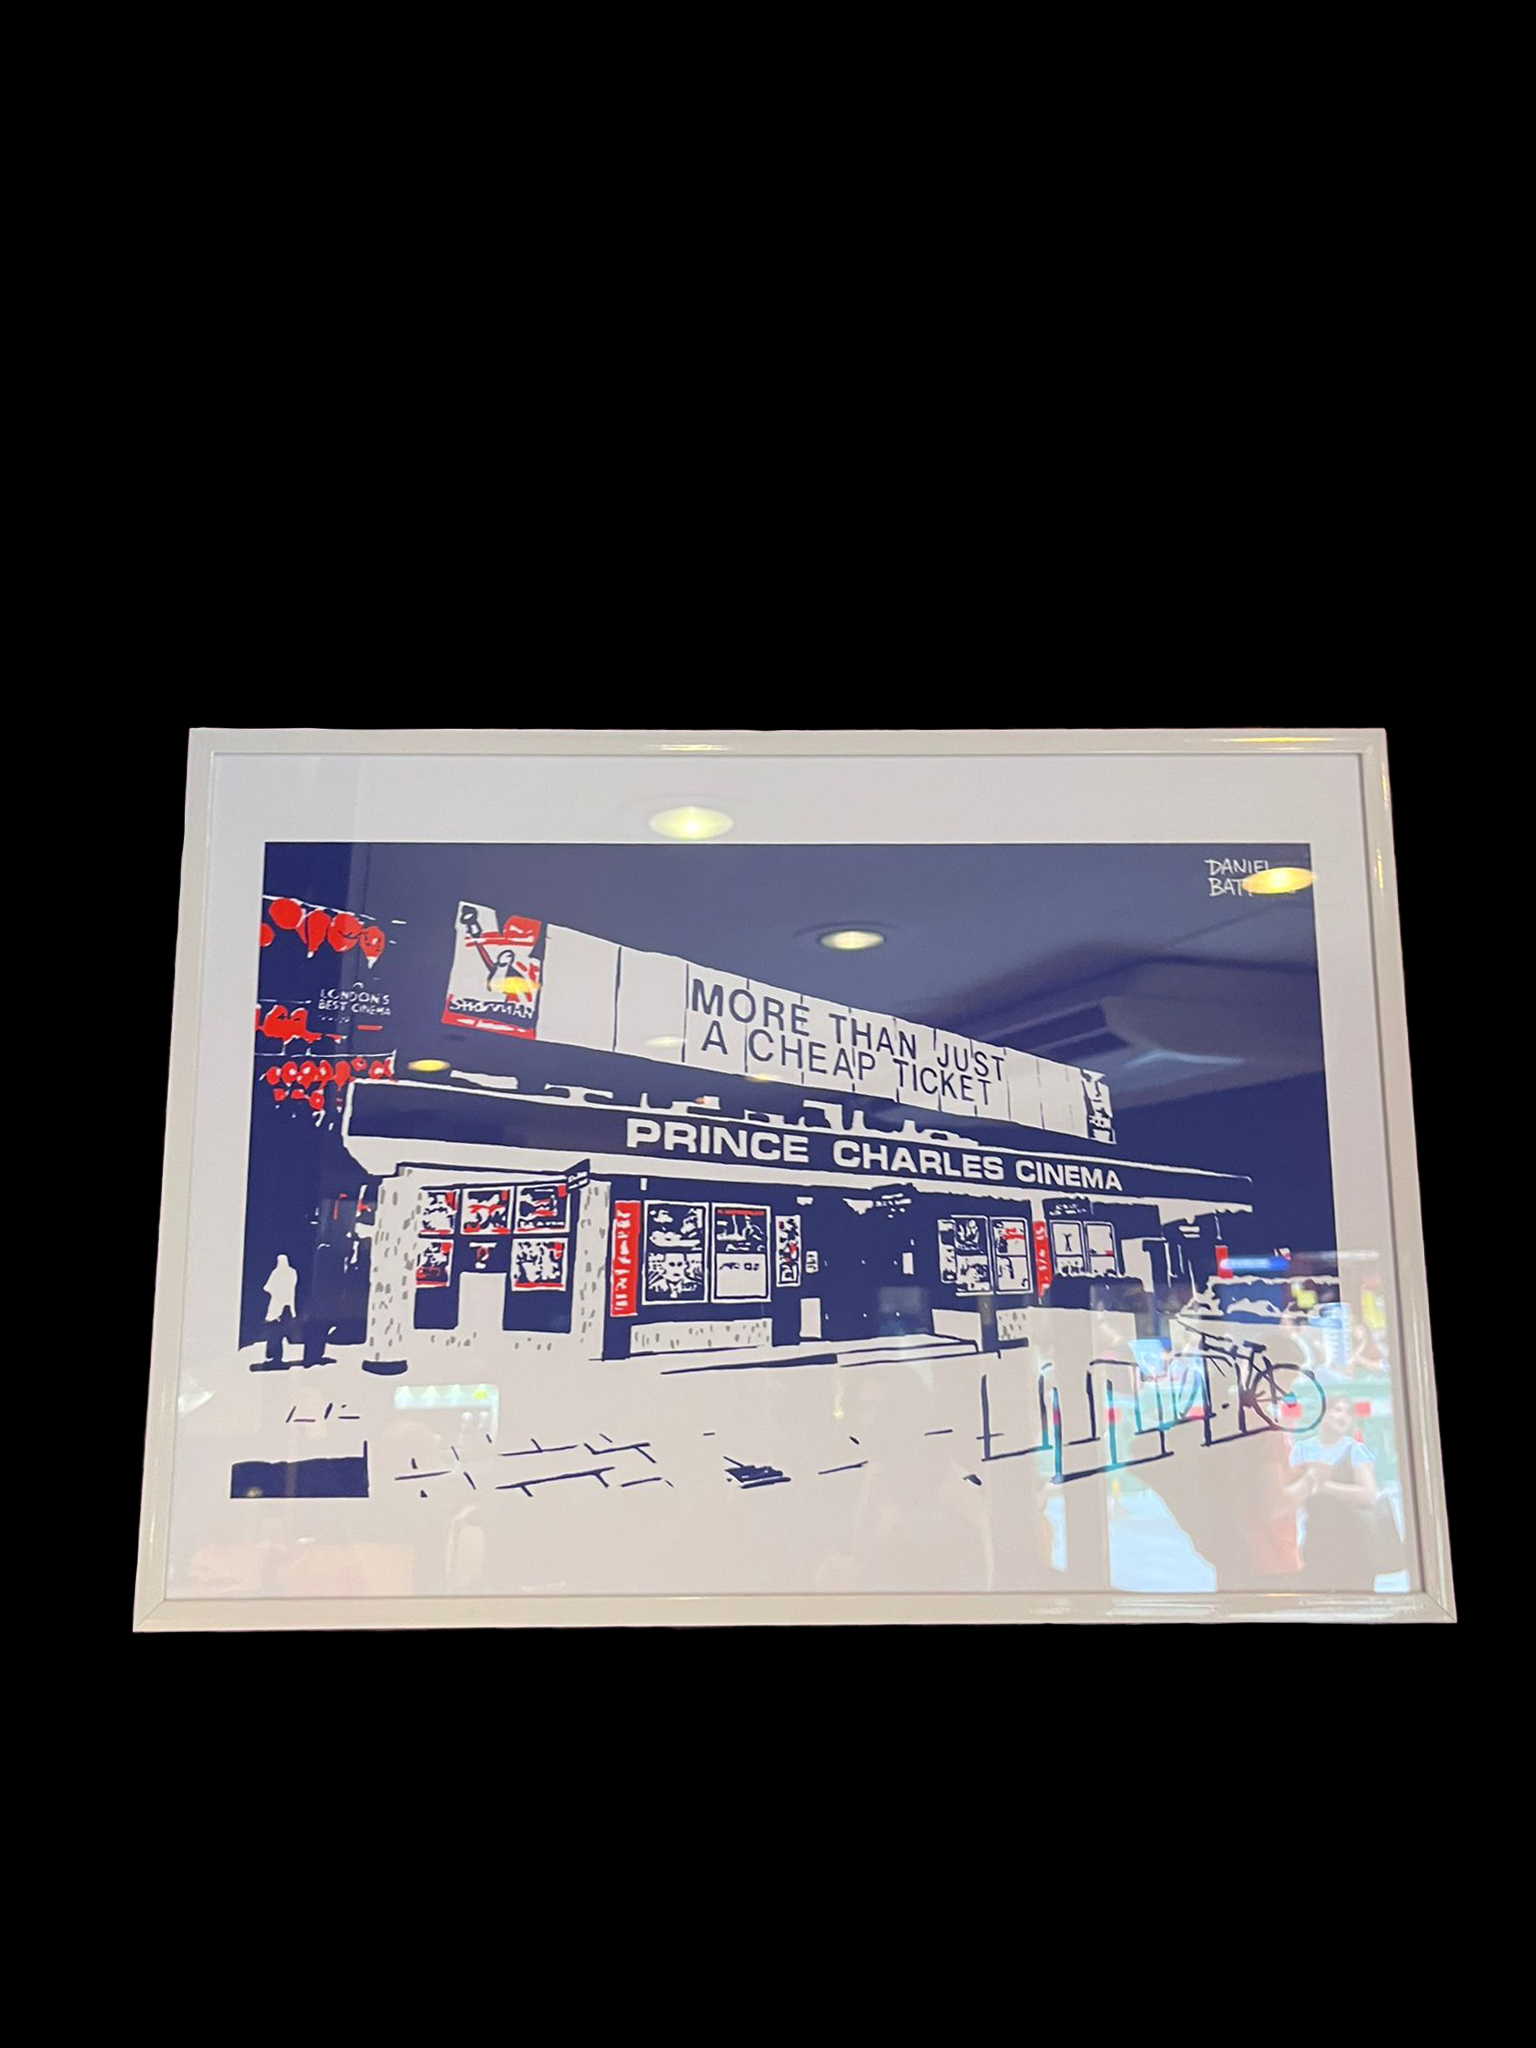 DANIEL
LONDON'S
BEST CINEMA
MORE THAN JUST
A CHEAP TICKET
PRINCE CHARLES CINEMA